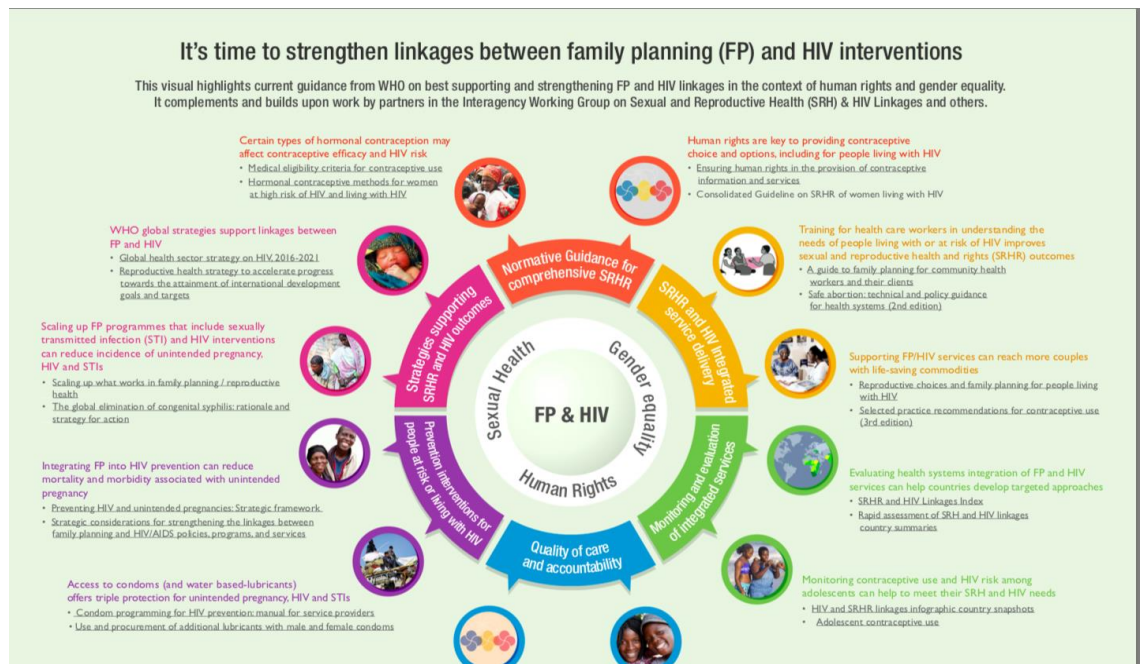 It's time to strengthen linkages between family planning (FP) and HIV interventions
This visual highlights current guidance from WHO on best supporting and strengthening FP and HIV linkages in the context of human rights and gender equality.
It complements and builds upon work by partners in the Interagency Working Group on Sexual and Reproductive Health (SRH) & HIV Linkages and others.
Certain types of hormonal contraception may
affect contraceptive efficacy and HIV risk
• Medical eligibility criteria for contraceptive use
• Hormonal contraceptive methods for women
at high risk of HIV and living with HIV
Human rights are key to providing contraceptive
choice and options, including for people living with HIV
• Ensuring human rights in the provision of contraceptive
information and services
• Consolidated Guideline on SRHR of women living with HIV
WHO global strategies support linkages between
FP and HIV
• Global health sector strategy on HIV, 2016-2021
• Reproductive health strategy to accelerate progress
towards the attainment of international development
goals and targets
Training for health care workers in understanding the
needs of people living with or at risk of HIV improves
sexual and reproductive health and rights (SRHR) outcomes
• A guide to family planning for community health
workers and their clients
• Safe abortion: technical and policy guidance
for health systems (2nd edition)
Scaling up FP programmes that include sexually
transmitted infection (STI) and HIV interventions
can reduce incidence of unintended pregnancy,
HIV and STIs
• Scaling up what works in family planning / reproductive
health
• The global elimination of congenital syphilis: rationale and
strategy for action
Supporting FP/HIV services can reach more couples
with life-saving commodities
• Reproductive choices and family planning for people living
with HIV
• Selected practice recommendations for contraceptive use
(3rd edition)
Integrating FP into HIV prevention can reduce
mortality and morbidity associated with unintended
pregnancy
• Preventing HIV and unintended pregnancies: Strategic framework
• Strategic considerations for strengthening the linkages between
family planning and HIV/AIDS policies, programs, and services
Evaluating health systems integration of FP and HIV
services can help countries develop targeted approaches
• SRHR and HIV Linkages Index
• Rapid assessment of SRH and HIV linkages
country summaries
Access to condoms (and water based-lubricants)
offers triple protection for unintended pregnancy, HIV and STIs
• Condom programming for HIV prevention: manual for service providers
• Use and procurement of additional lubricants with male and female condoms
Monitoring contraceptive use and HIV risk among
adolescents can help to meet their SRH and HIV needs
• HIV and SRHR linkages infographic country snapshots
• Adolescent contraceptive use
Normative Guidance for
comprehensive SRHR
SRHR and HIV integrated
service delivery
Monitoring and evaluation
of integrated services
Quality of care
and accountability
Prevention interventions for
people at risk or living with HIV
Strategies supporting
SRHR and HIV outcomes
Sexual Health
Gender equality
Human Rights
FP & HIV